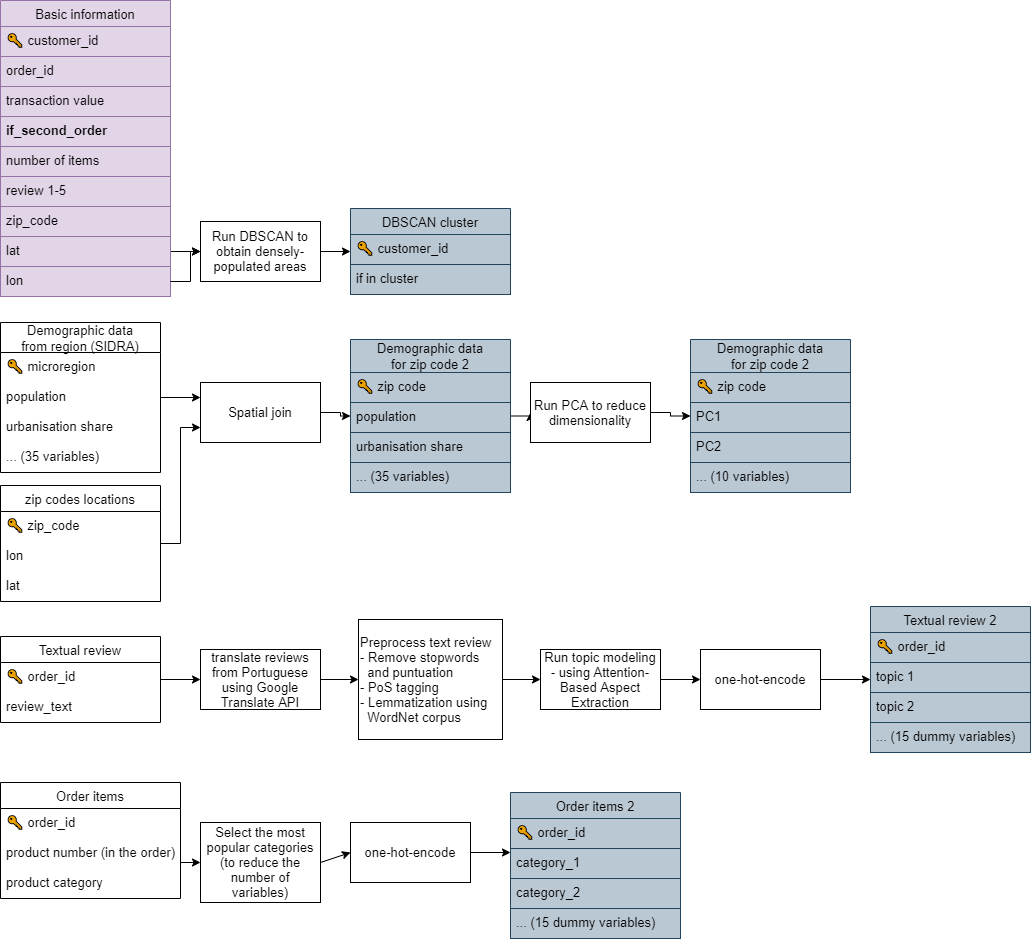 Basic information
customer_id
order_id
transaction value
if_second_order
number of items
review 1-5
zip_code
lat
lon
Run DBSCAN to
obtain densely-
populated areas
DBSCAN cluster
customer_id
if in cluster
Demographic data
from region (SIDRA)
microregion
population
urbanisation share
... (35 variables)
zip codes locations
zip_code
lon
lat
Spatial join
Demographic data
for zip code 2
zip code
population
urbanisation share
... (35 variables)
Run PCA to reduce
dimensionality
Demographic data
for zip code 2
zip code
PC1
PC2
... (10 variables)
Textual review
order_id
review_text
translate reviews
from Portuguese
using Google
Translate API
Preprocess text review
- Remove stopwords
and puntuation
- PoS tagging
- Lemmatization using
WordNet corpus
Run topic modeling
- using Attention-
Based Aspect
Extraction
one-hot-encode
Textual review 2
order_id
topic 1
topic 2
... (15 dummy variables)
Order items
order_id
product number (in the order)
product category
Select the most
popular categories
(to reduce the
number of
variables)
one-hot-encode
Order items 2
order_id
category_1
category_2
... (15 dummy variables)